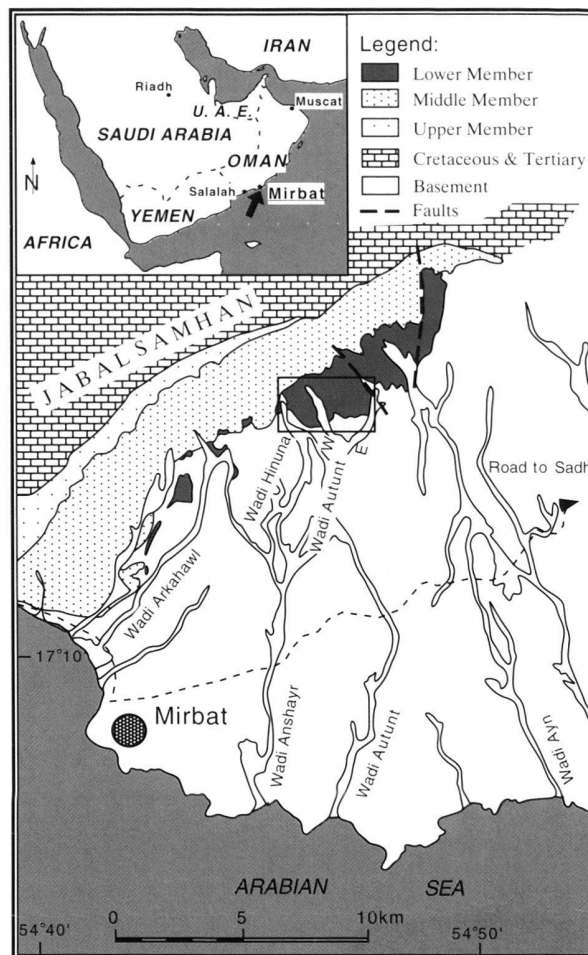 IRAN
Riadh
U. A. E.
Muscat
SAUDI ARABIA
OMAN
N
Salalah
Mirbat
YEMEN
AFRICA
Legend:
Lower Member
Middle Member
Upper Member
Cretaceous & Tertiary
Basement
Faults
JABAL SAMHAN
Wadi Hinuna
W
E
Wadi Autunt
Road to Sadh
Wadi Arkahawl
17°10'
Mirbat
Wadi Anshayr
Wadi Autunt
Wadi Ayn
ARABIAN SEA
0 5 10km
54°40' 54°50'